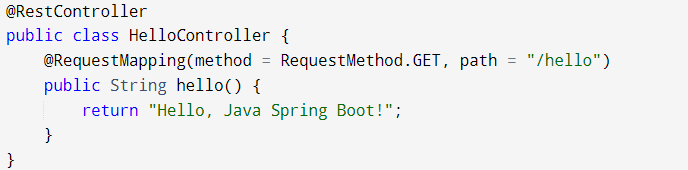 @RestController
public class HelloController {
    @RequestMapping(method = RequestMethod.GET, path = "/hello")
    public String hello() {
        return "Hello, Java Spring Boot!";
    }
}